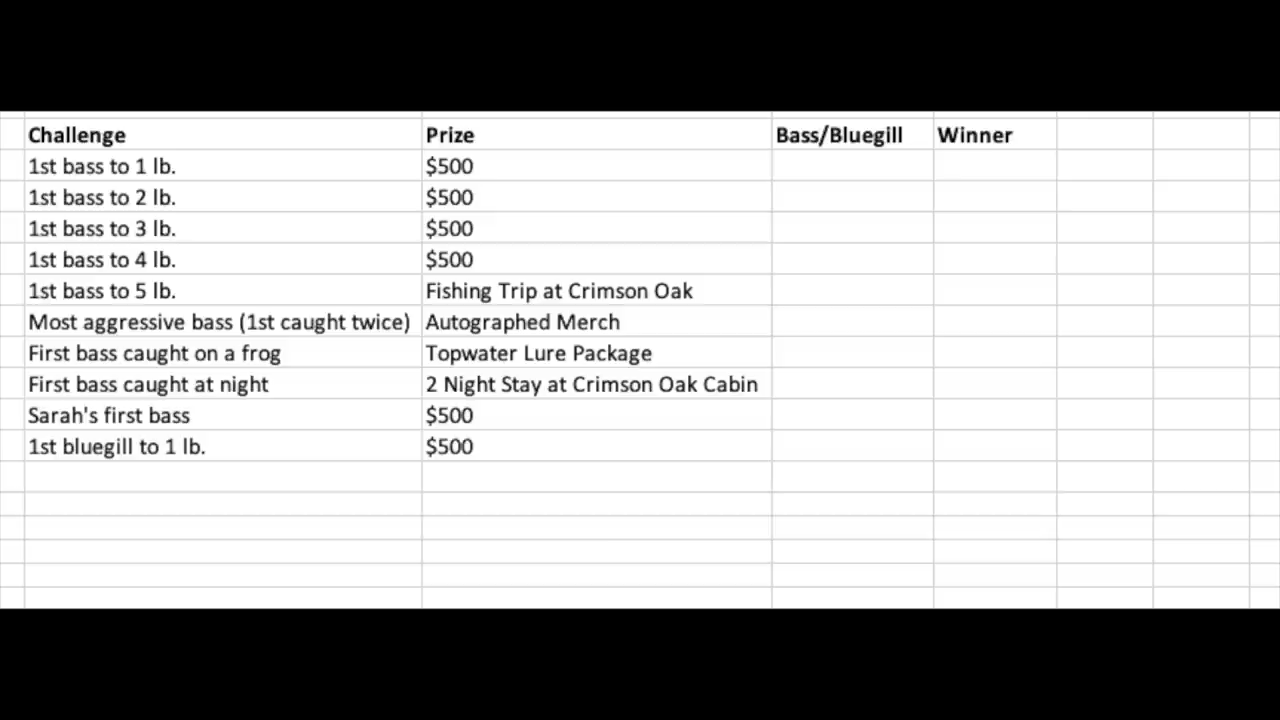 Challenge Prize Bass/Bluegill Winner
1st bass to 1 lb. $500
1st bass to 2 lb. $500
1st bass to 3 lb. $500
1st bass to 4 lb. $500
1st bass to 5 lb. Fishing Trip at Crimson Oak
Most aggressive bass (1st caught twice) Autographed Merch
First bass caught on a frog Topwater Lure Package
First bass caught at night 2 Night Stay at Crimson Oak Cabin
Sarah's first bass $500
1st bluegill to 1 lb. $500